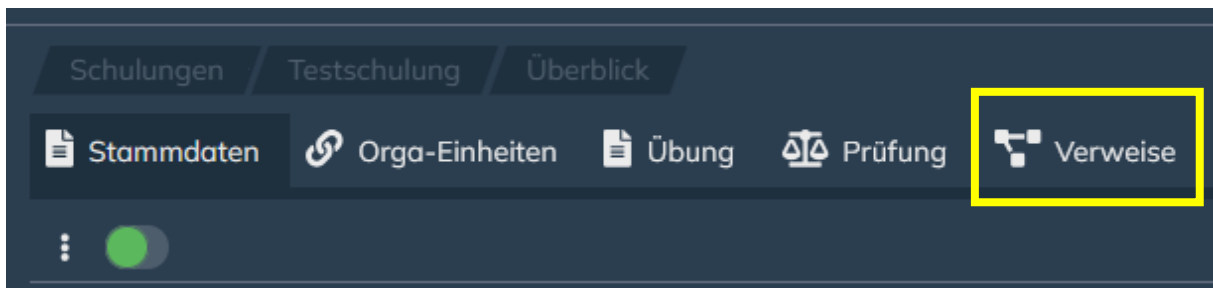 Schulungen Testschulung Überblick
Stammdaten Orga-Einheiten Übung Prüfung Verweise